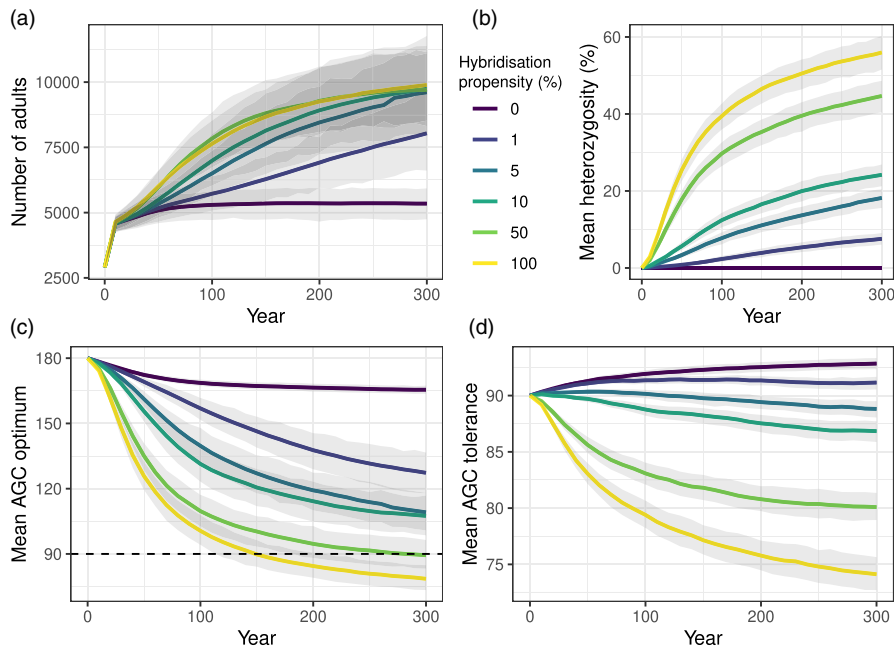 (a)
Number of adults
10000
7500
5000
2500
0
100
200
300
Year
Hybridisation
propensity (%)
0
1
5
10
50
100
(b)
Mean heterozygosity (%)
60
40
20
0
0
100
200
300
Year
(c)
Mean AGC optimum
180
150
120
90
0
100
200
300
Year
(d)
Mean AGC tolerance
90
85
80
75
0
100
200
300
Year